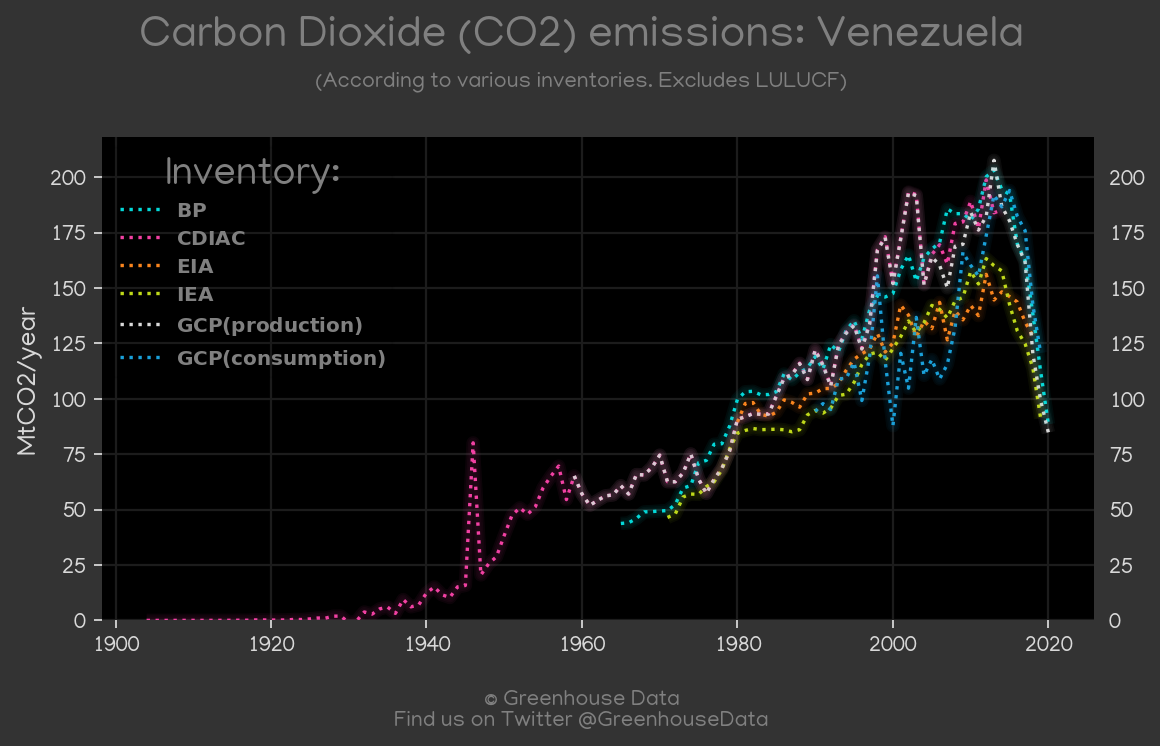 Carbon Dioxide (CO2) emissions: Venezuela
(According to various inventories. Excludes LULUCF)
Inventory:
BP
CDIAC
EIA
IEA
GCP(production)
GCP(consumption)
MtCO2/year
200
175
150
125
100
75
50
25
0
200
175
150
125
100
75
50
25
0
1900
1920
1940
1960
1980
2000
2020
© Greenhouse Data
Find us on Twitter @GreenhouseData